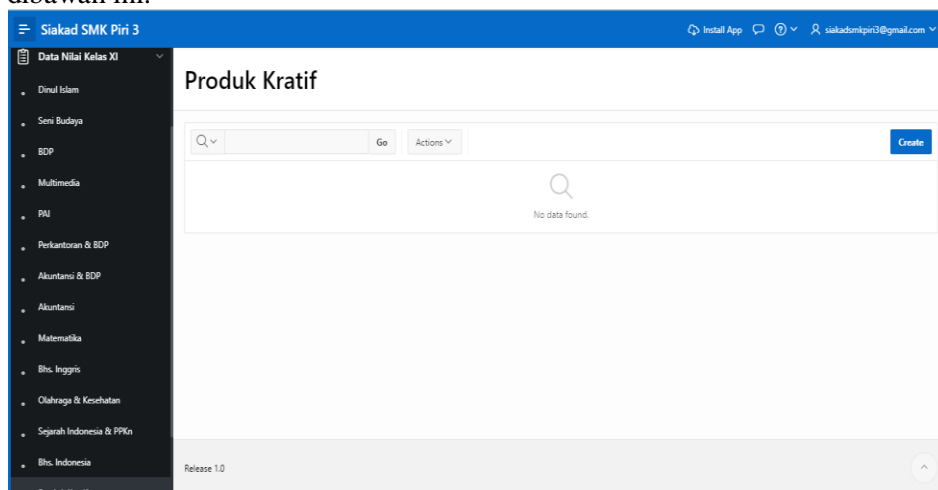 Siakad SMK Piri 3
Install App
siakadsmkpiri3@gmail.com
Data Nilai Kelas XI
Dinul Islam
Seni Budaya
BDP
Multimedia
PAI
Perkantoran & BDP
Akuntansi & BDP
Akuntansi
Matematika
Bhs. Inggris
Olahraga & Kesehatan
Sejarah Indonesia & PPKn
Bhs. Indonesia
Produk Kratif
Go
Actions
Create
No data found.
Release 1.0